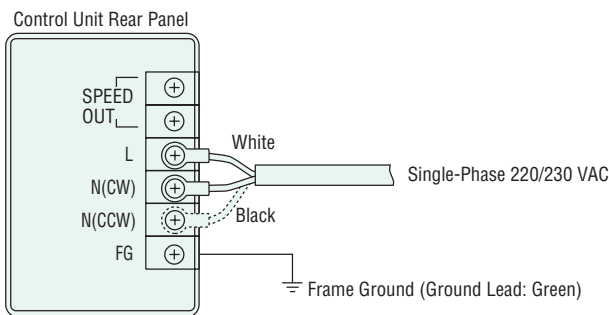 Control Unit Rear Panel
SPEED
OUT
L
White
Single-Phase 220/230 VAC
N(CW)
N(CCW)
Black
FG
Frame Ground (Ground Lead: Green)